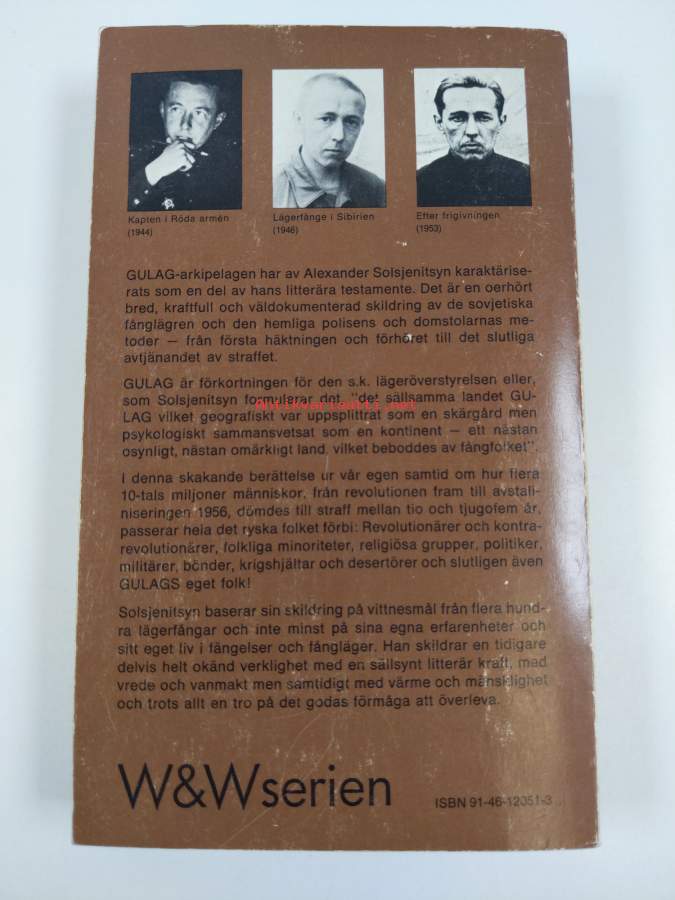 Kapten i Röda armén
(1944)
Lägerfånge i Sibirien
(1946)
Efter frigivningen
(1953)
GULAG-arkipelagen har av Alexander Solsjenitsyn karaktärise-
rats som en del av hans litterära testamente. Det är en oerhört
bred, kraftfull och väldokumenterad skildring av de sovjetiska
fånglägren och den hemliga polisens och domstolarnas me-
toder – från första häktningen och förhöret till det slutliga
avtjänandet av straffet.
GULAG är förkortningen för den s.k. lägeröverstyrelsen eller,
som Solsjenitsyn formulerar det, "det sällsamma landet GU-
LAG vilket geografiskt var uppsplittrat som en skärgård men
psykologiskt sammansvetsat som en kontinent – ett nästan
osynligt, nästan omärkligt land, vilket beboddes av fångfolket".
Antikvariaatti.net
I denna skakande berättelse ur vår egen samtid om hur flera
10-tals miljoner människor, från revolutionen fram till avstali-
niseringen 1956, dömdes till straff mellan tio och tjugofem år,
passerar hela det ryska folket förbi: Revolutionärer och kontra-
revolutionärer, folkliga minoriteter, religiösa grupper, politiker,
militärer, bönder, krigshjältar och desertörer och slutligen även
GULAGS eget folk!
Solsjenitsyn baserar sin skildring på vittnesmål från flera hund-
ra lägerfångar och inte minst på sina egna erfarenheter och
sitt eget liv i fängelser och fångläger. Han skildrar en tidigare
delvis helt okänd verklighet med en sällsynt litterär kraft, med
vrede och vanmakt men samtidigt med värme och mänsklighet
och trots allt en tro på det godas förmåga att överleva.
W&Wserien
ISBN 91-46-12051-3